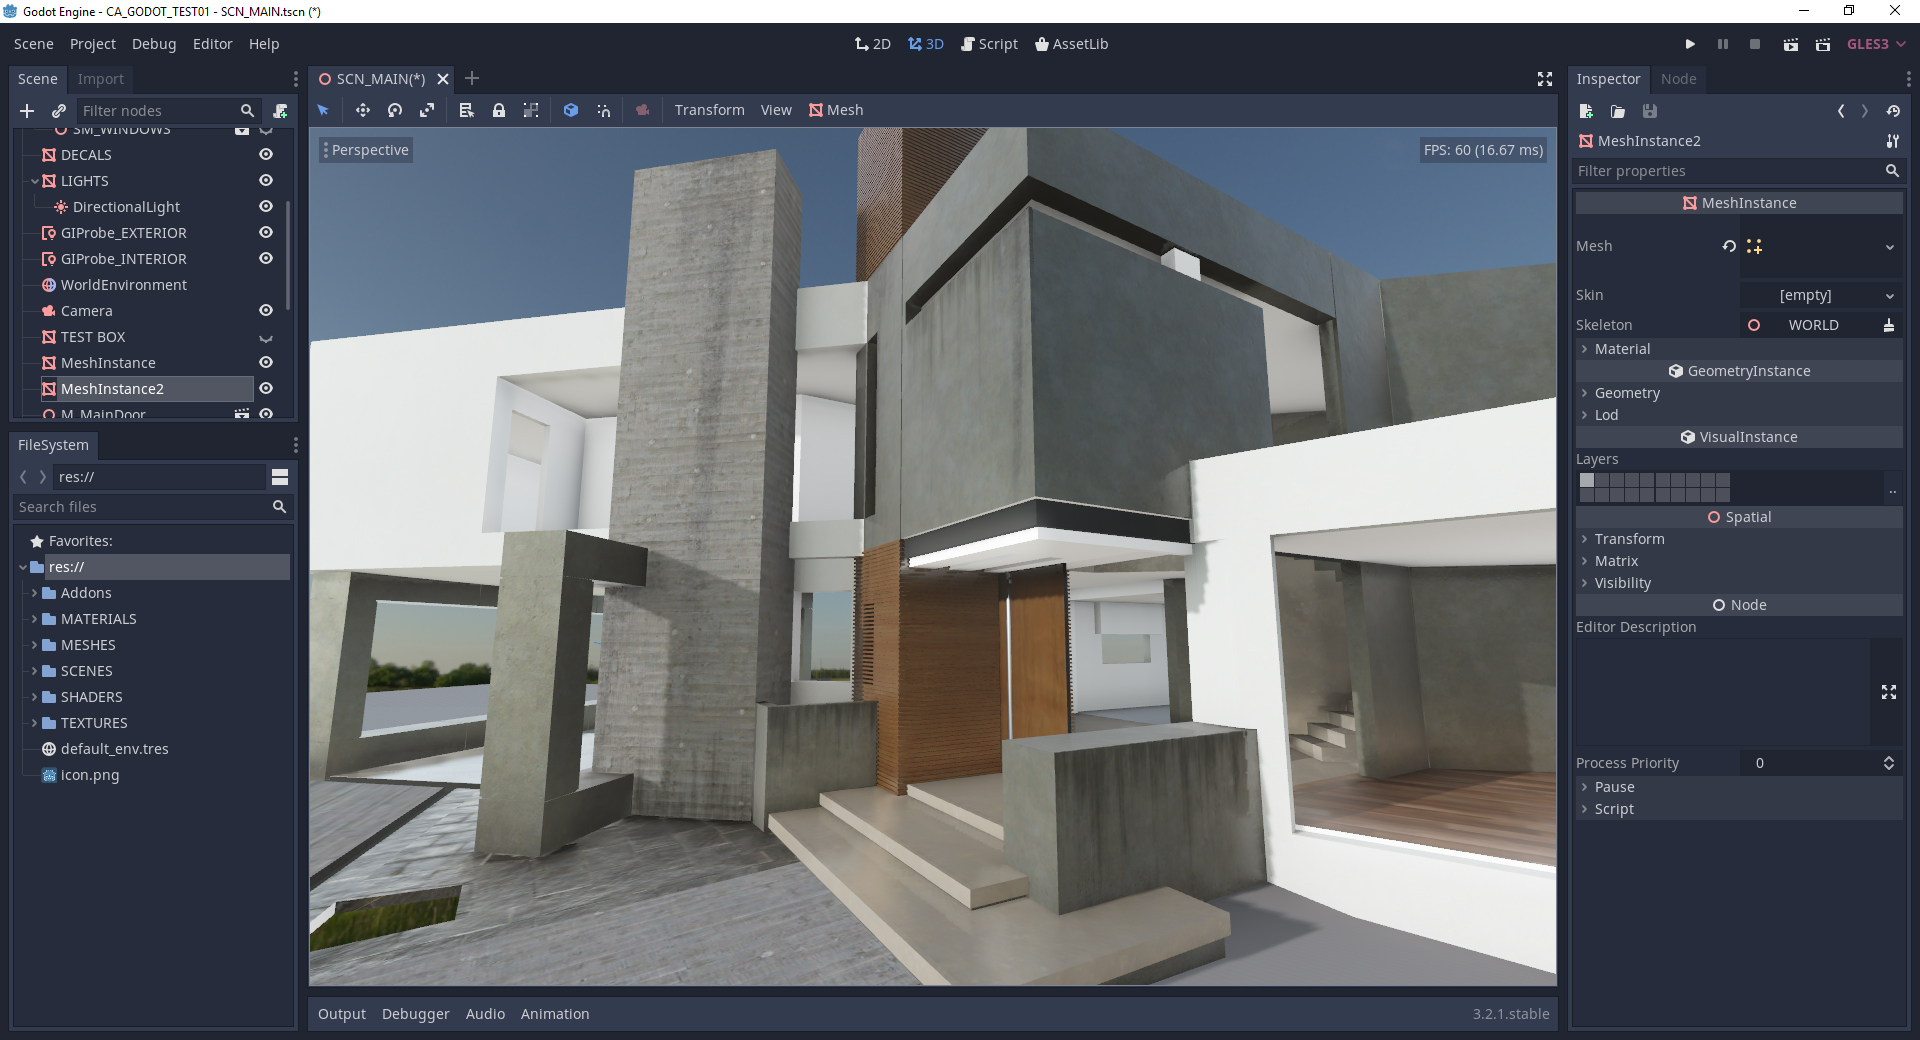 Godot Engine - CA_GODOT_TEST01 - SCN_MAIN.tscn (*)
Scene Project Debug Editor Help
2D 3D Script AssetLib
GLES3
Scene Import
Filter nodes
SM_WINDOWS
DECALS
LIGHTS
DirectionalLight
GIProbe_EXTERIOR
GIProbe_INTERIOR
WorldEnvironment
Camera
TEST BOX
MeshInstance
MeshInstance2
M_MainDoor
FileSystem
res://
Search files
Favorites:
res://
Addons
MATERIALS
MESHES
SCENES
SHADERS
TEXTURES
default_env.tres
icon.png
SCN_MAIN(*)
Transform View Mesh
Perspective
FPS: 60 (16.67 ms)
Output Debugger Audio Animation
3.2.1.stable
Inspector Node
MeshInstance2
Filter properties
MeshInstance
Mesh
Skin [empty]
Skeleton WORLD
Material
GeometryInstance
Geometry
Lod
VisualInstance
Layers
..
Spatial
Transform
Matrix
Visibility
Node
Editor Description
Process Priority 0
Pause
Script